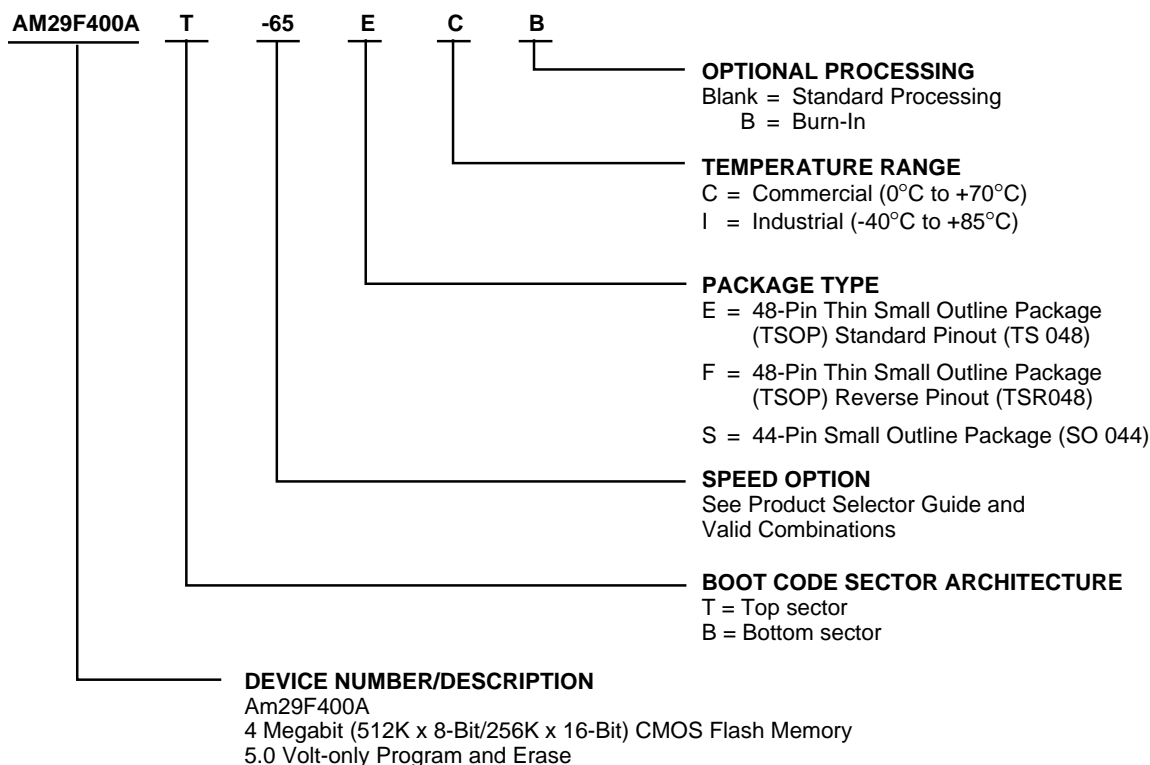 AM29F400A T -65 E C B
OPTIONAL PROCESSING
Blank = Standard Processing
B = Burn-In
TEMPERATURE RANGE
C = Commercial (0°C to +70°C)
I = Industrial (-40°C to +85°C)
PACKAGE TYPE
E = 48-Pin Thin Small Outline Package
(TSOP) Standard Pinout (TS 048)
F = 48-Pin Thin Small Outline Package
(TSOP) Reverse Pinout (TSR048)
S = 44-Pin Small Outline Package (SO 044)
SPEED OPTION
See Product Selector Guide and
Valid Combinations
BOOT CODE SECTOR ARCHITECTURE
T = Top sector
B = Bottom sector
DEVICE NUMBER/DESCRIPTION
Am29F400A
4 Megabit (512K x 8-Bit/256K x 16-Bit) CMOS Flash Memory
5.0 Volt-only Program and Erase